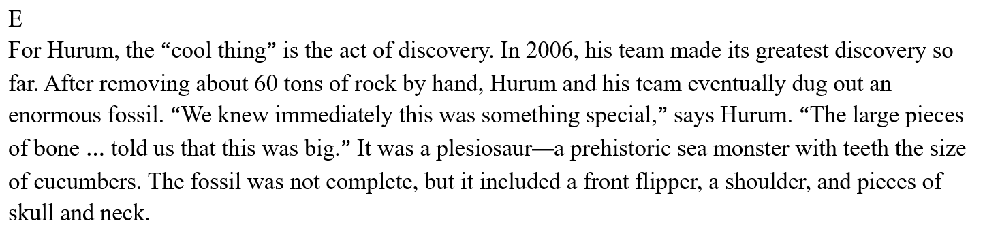 E
For Hurum, the “cool thing” is the act of discovery. In 2006, his team made its greatest discovery so
far. After removing about 60 tons of rock by hand, Hurum and his team eventually dug out an
enormous fossil. “We knew immediately this was something special,” says Hurum. “The large pieces
of bone ... told us that this was big.” It was a plesiosaur—a prehistoric sea monster with teeth the size
of cucumbers. The fossil was not complete, but it included a front flipper, a shoulder, and pieces of
skull and neck.